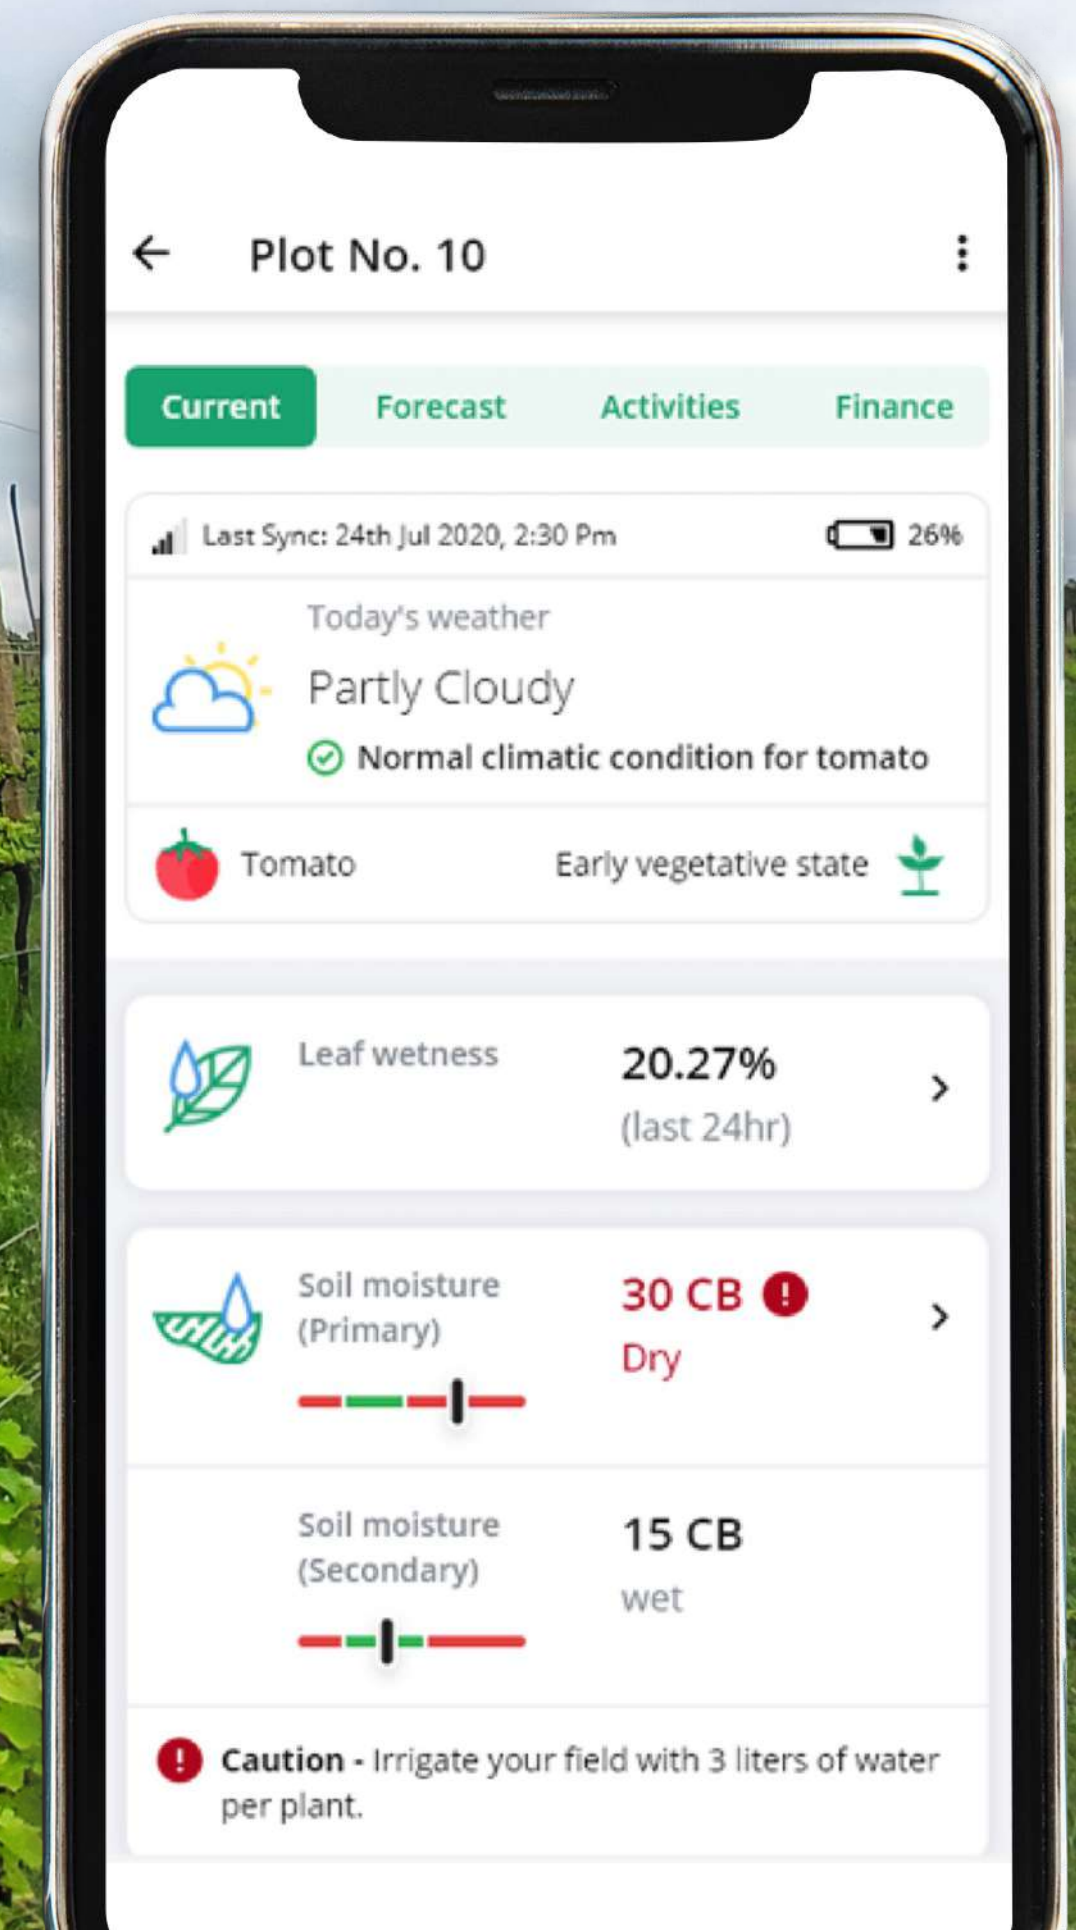 Plot No. 10
Current Forecast Activities Finance
Last Sync: 24th Jul 2020, 2:30 Pm 26%
Today's weather
Partly Cloudy
Normal climatic condition for tomato
Tomato Early vegetative state
Leaf wetness 20.27%
(last 24hr)
Soil moisture 30 CB
(Primary) Dry
Soil moisture 15 CB
(Secondary) wet
Caution - Irrigate your field with 3 liters of water
per plant.